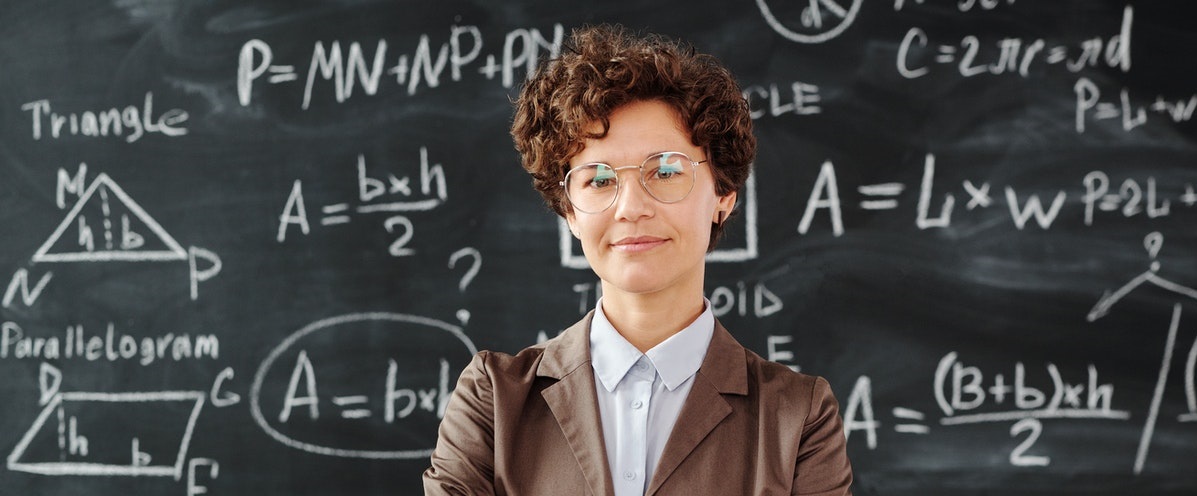 P = MN + NP + PN
Triangle
M
h b
N P
A = b x h
2
?
Parallelogram
D G
h b
E
A = b x h
C = 2πr = πd
P = L + W
A = L x W
P = 2L +
?
A = (B + b) x h
2